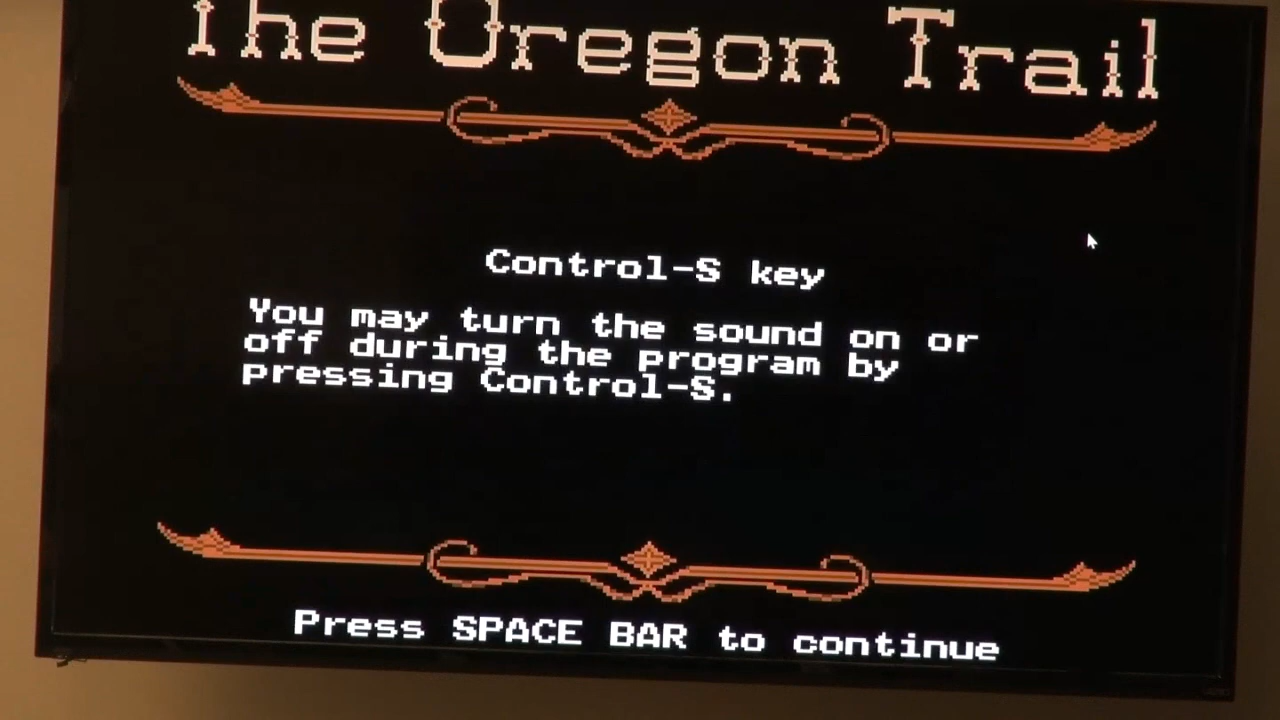 The Oregon Trail
Control-S key
You may turn the sound on or
off during the program by
pressing Control-S.
Press SPACE BAR to continue